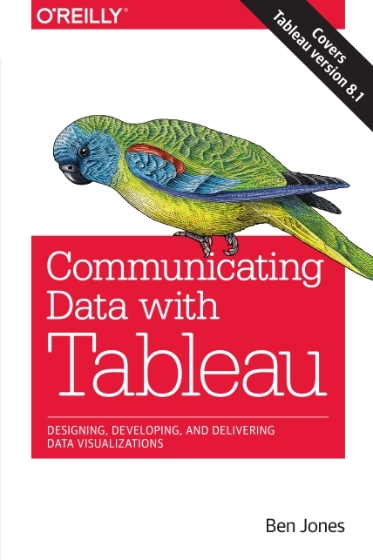 O'REILLY®
Covers
Tableau version 8.1
Communicating
Data with
Tableau
DESIGNING, DEVELOPING, AND DELIVERING
DATA VISUALIZATIONS
Ben Jones